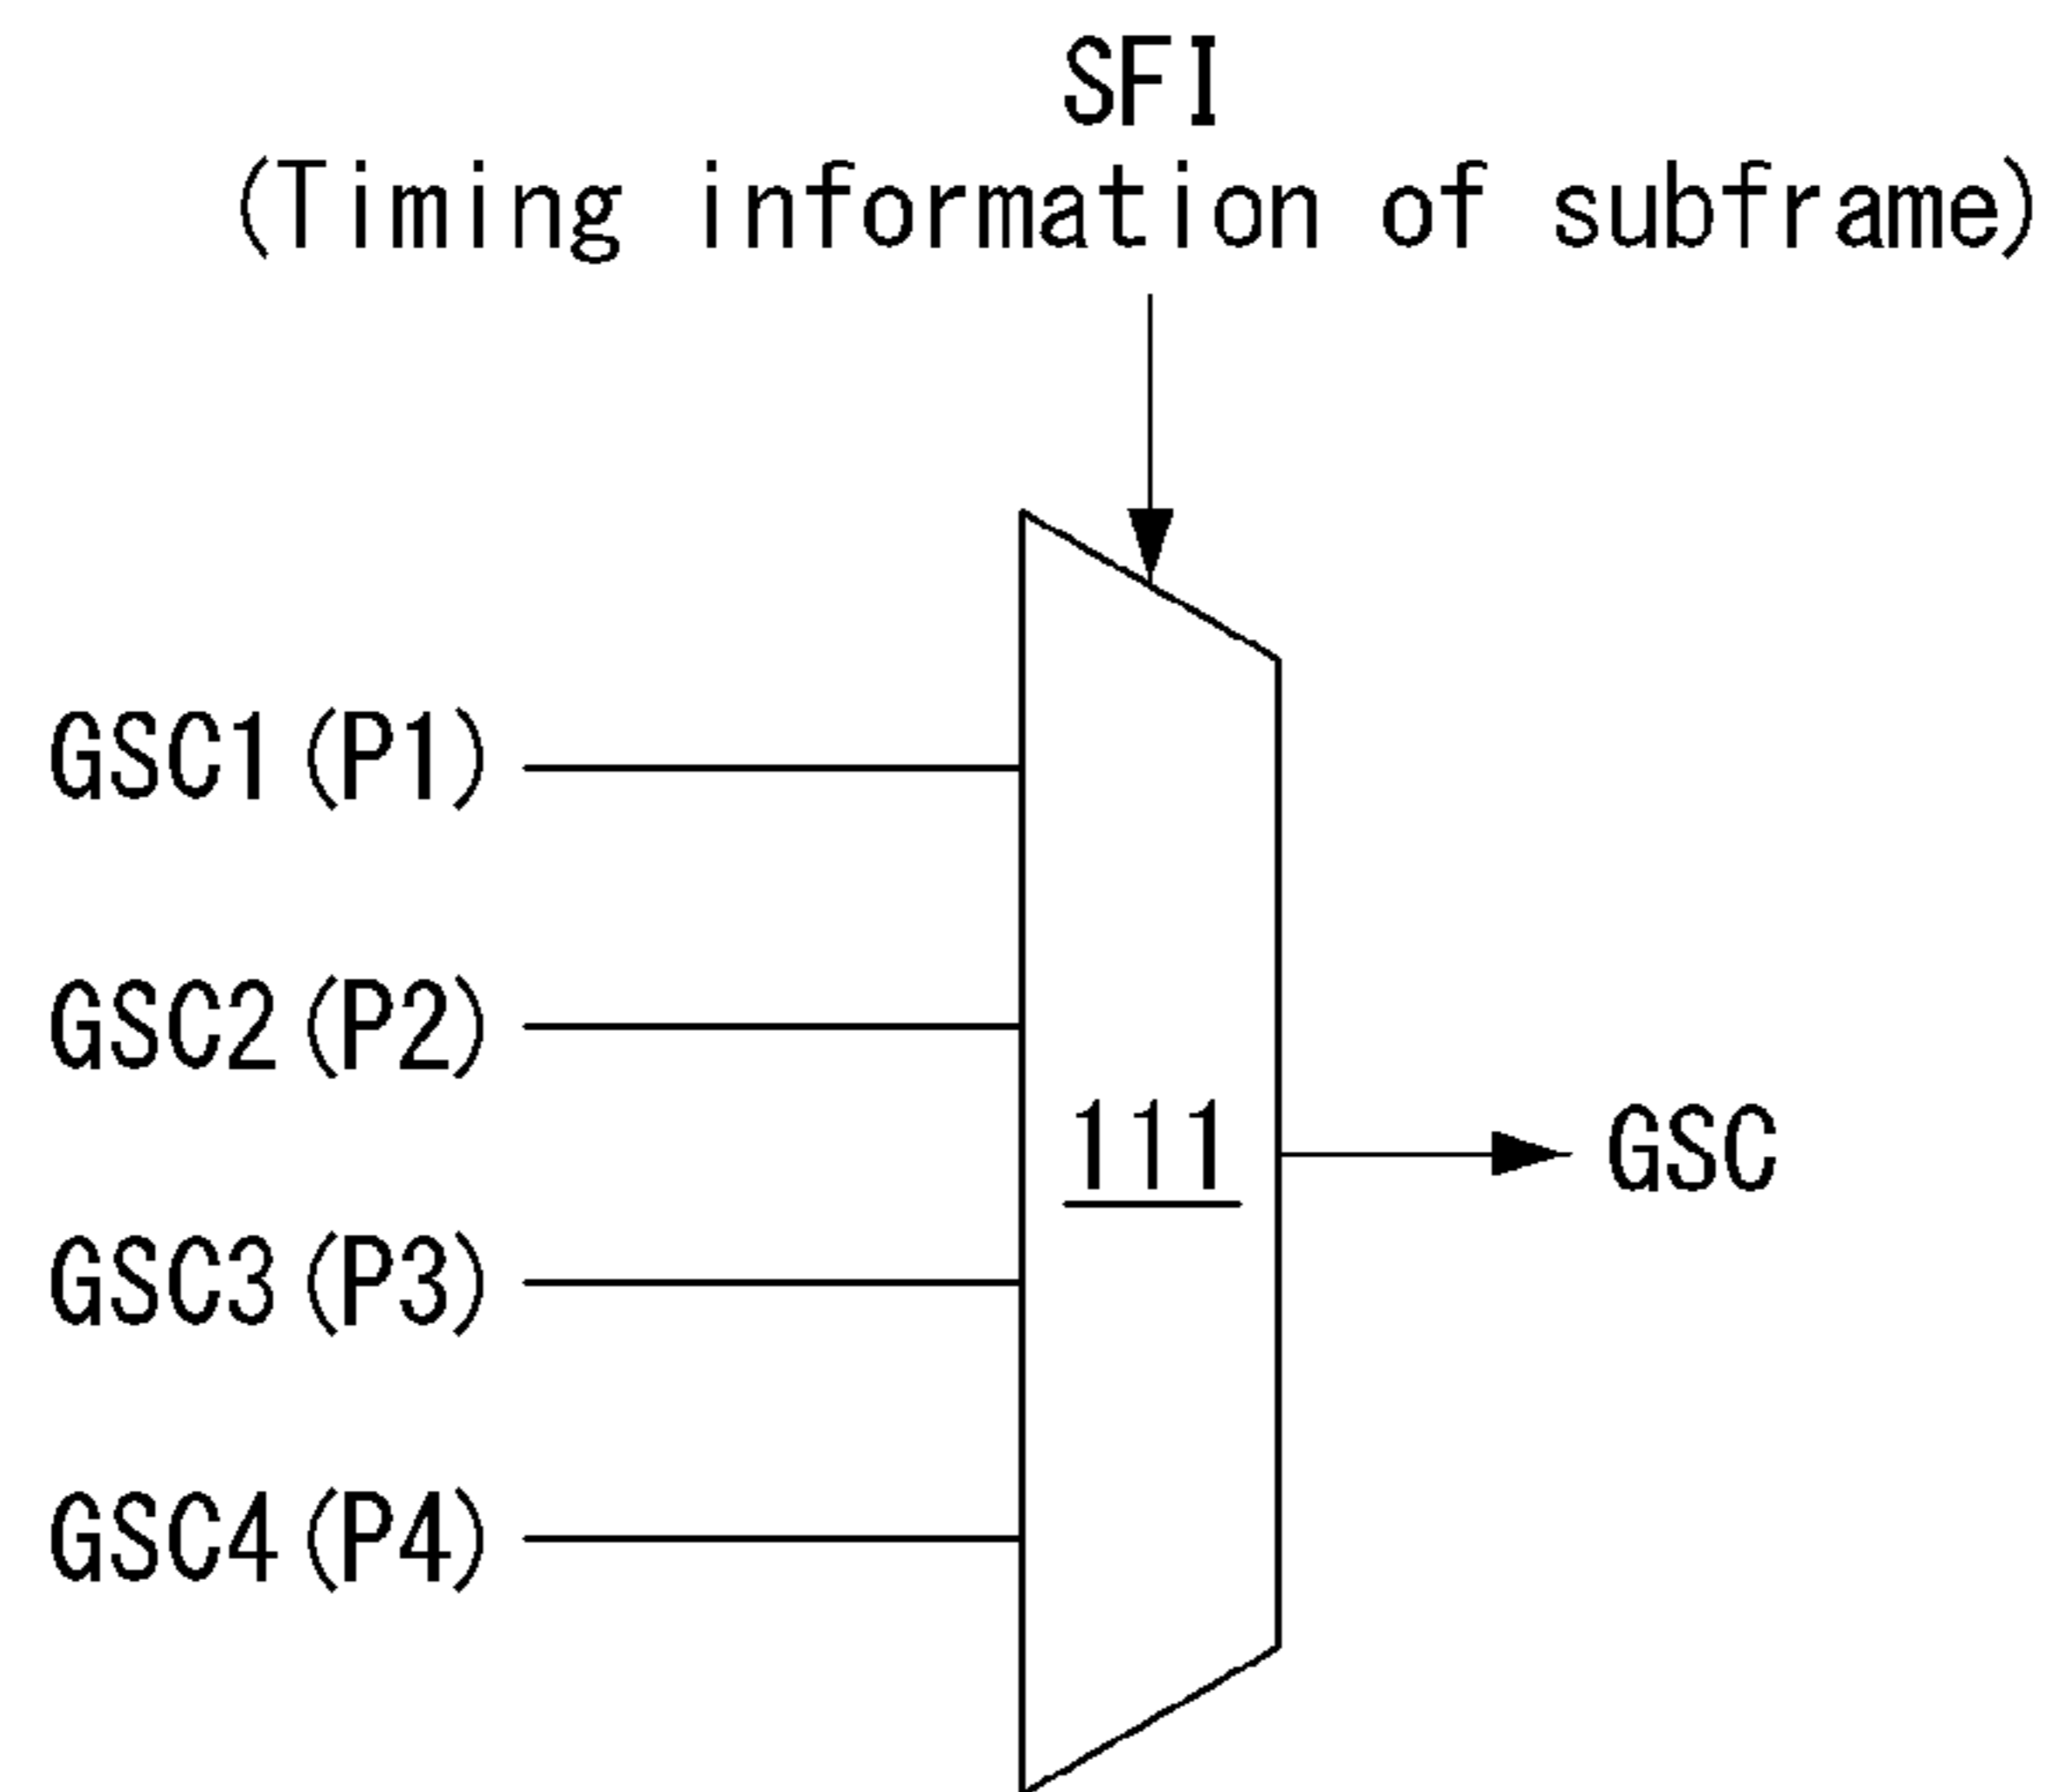 SFI
(Timing information of subframe)
GSC1(P1)
GSC2(P2)
111
GSC
GSC3(P3)
GSC4(P4)